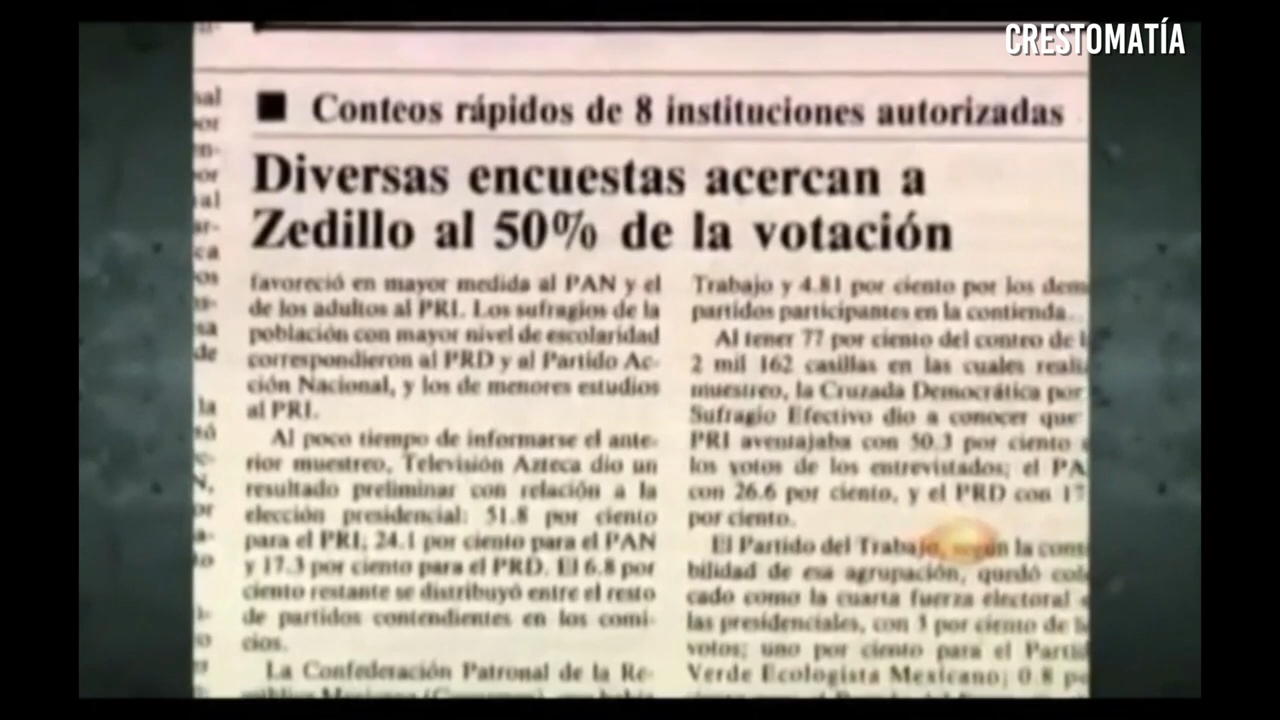 CRESTOMATÍA
■ Conteos rápidos de 8 instituciones autorizadas
Diversas encuestas acercan a
Zedillo al 50% de la votación
favoreció en mayor medida al PAN y el
de los adultos al PRI. Los sufragios de la
población con mayor nivel de escolaridad
correspondieron al PRD y al Partido Ac-
ción Nacional, y los de menores estudios
al PRI.
Al poco tiempo de informarse el ante-
rior muestreo, Televisión Azteca dio un
resultado preliminar con relación a la
elección presidencial: 51.8 por ciento
para el PRI; 24.1 por ciento para el PAN
y 17.3 por ciento para el PRD. El 6.8 por
ciento restante se distribuyó entre el resto
de partidos contendientes en los comi-
cios.
La Confederación Patronal de la Re-
Trabajo y 4.81 por ciento por los dem
partidos participantes en la contienda.
Al tener 77 por ciento del conteo de l
2 mil 162 casillas en las cuales reali
muestreo, la Cruzada Democrática por
Sufragio Efectivo dio a conocer que
PRI aventajaba con 50.3 por ciento
los votos de los entrevistados; el PA
con 26.6 por ciento, y el PRD con 17
por ciento.
El Partido del Trabajo, según la cont
bilidad de esa agrupación, quedó colo
cado como la cuarta fuerza electoral
las presidenciales, con 3 por ciento de l
votos; uno por ciento para el Partid
Verde Ecologista Mexicano; 0.8 p